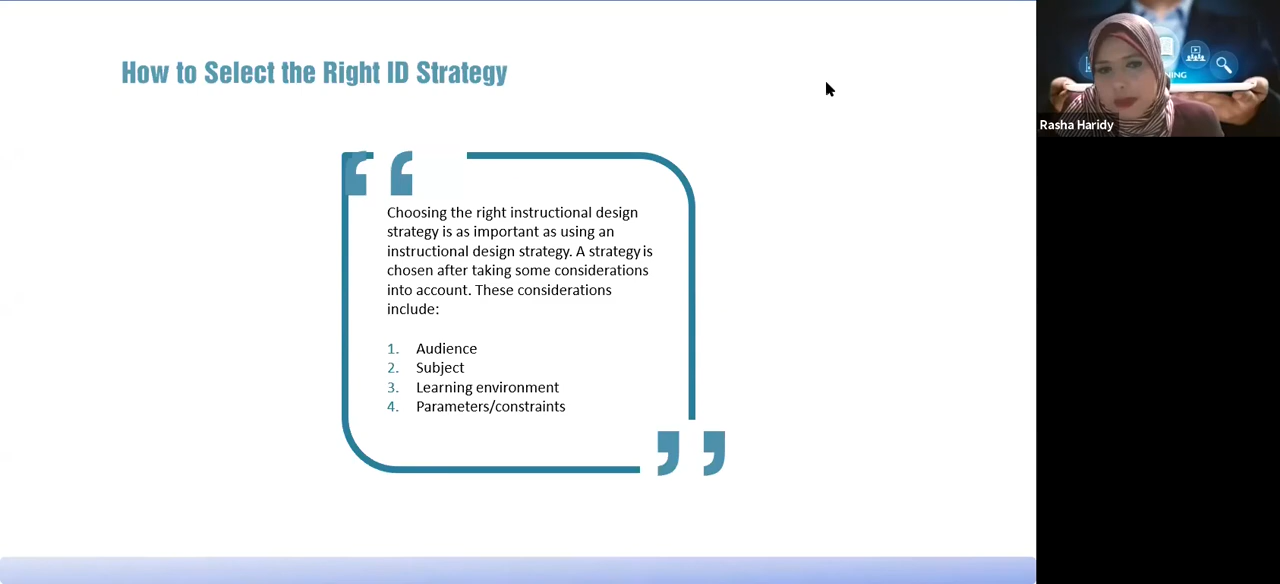 How to Select the Right ID Strategy
Choosing the right instructional design
strategy is as important as using an
instructional design strategy. A strategy is
chosen after taking some considerations
into account. These considerations
include:
1. Audience
2. Subject
3. Learning environment
4. Parameters/constraints
NING
Rasha Haridy